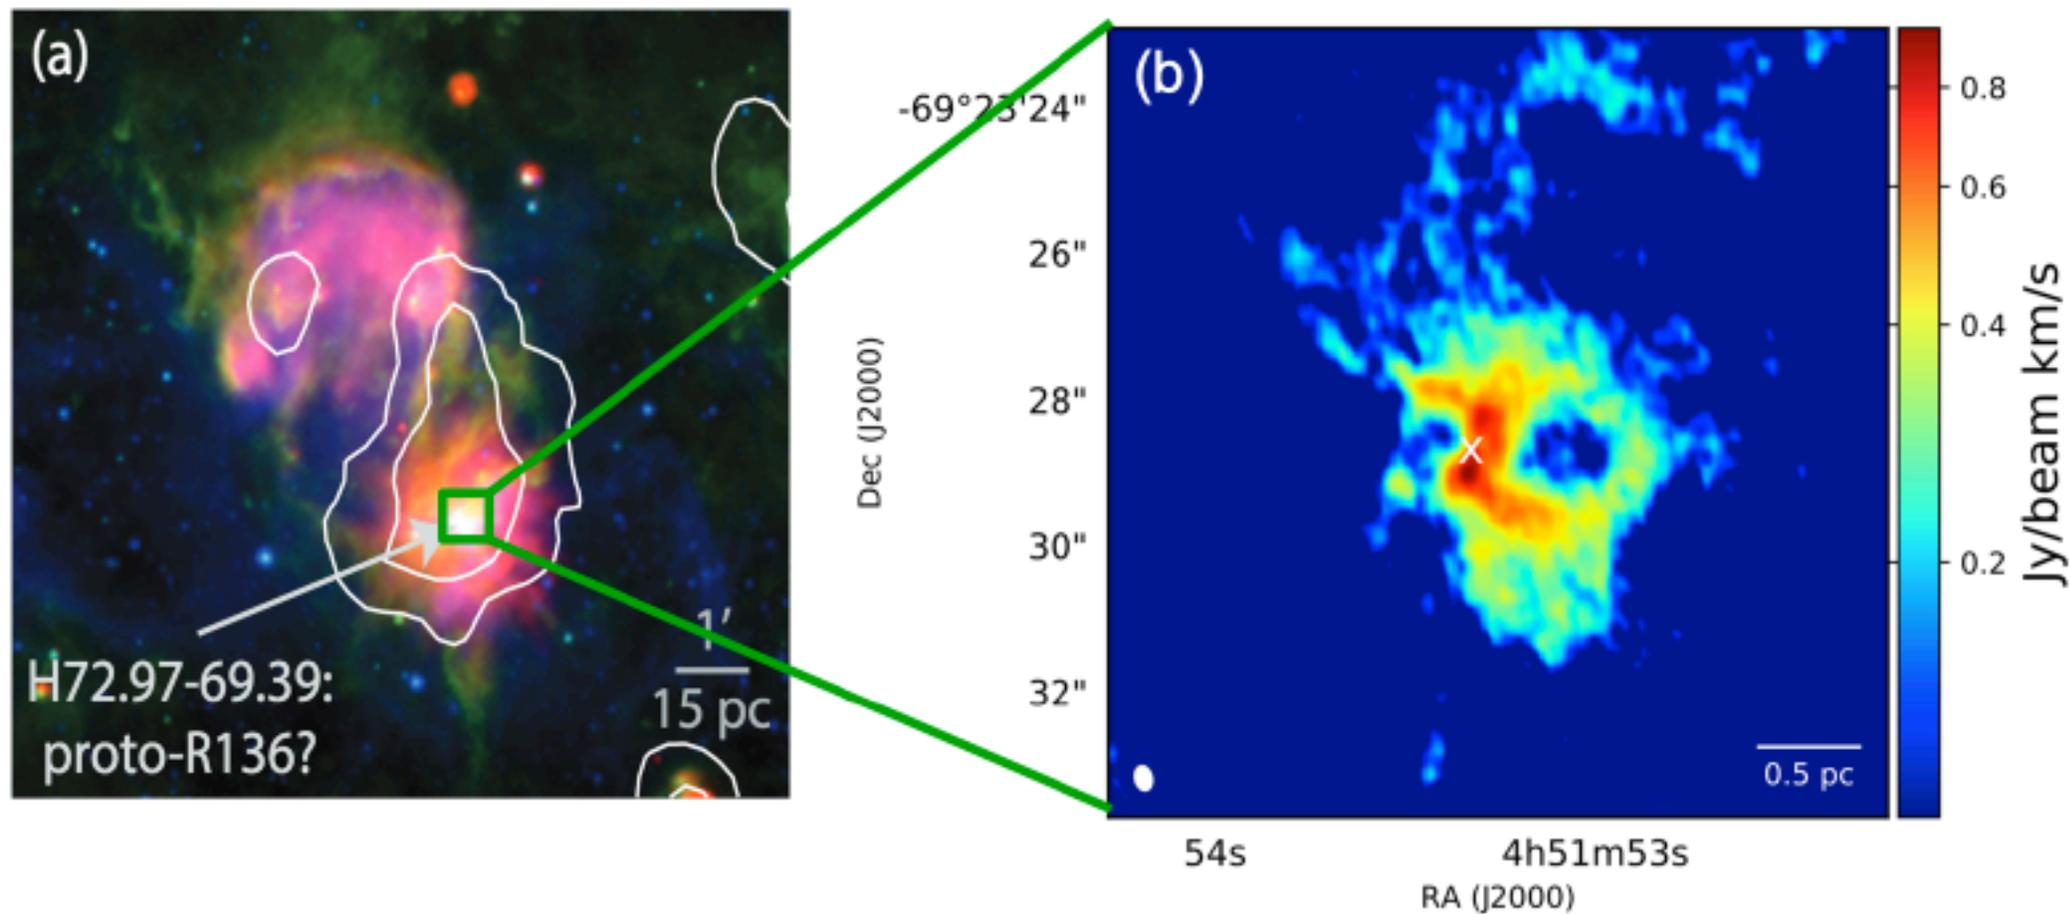 (a)
H72.97-69.39:
proto-R136?
1′
15 pc
(b)
-69°23'24"
26"
28"
30"
32"
Dec (J2000)
X
0.5 pc
54s
4h51m53s
RA (J2000)
0.8
0.6
0.4
0.2
Jy/beam km/s